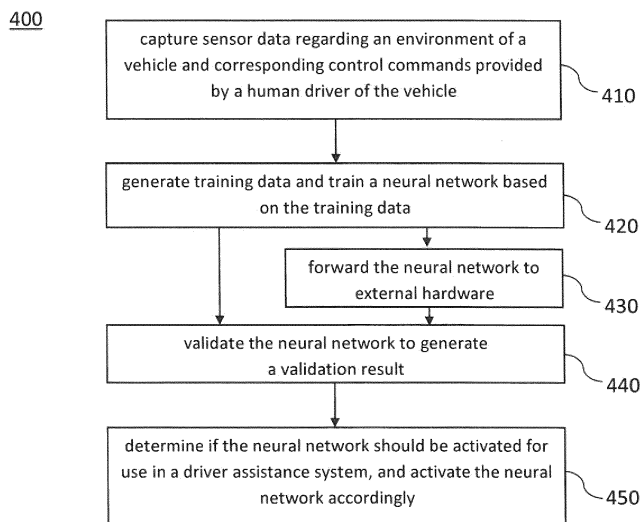 400
capture sensor data regarding an environment of a
vehicle and corresponding control commands provided
by a human driver of the vehicle
410
generate training data and train a neural network based
on the training data
420
forward the neural network to
external hardware
430
validate the neural network to generate
a validation result
440
determine if the neural network should be activated for
use in a driver assistance system, and activate the neural
network accordingly
450